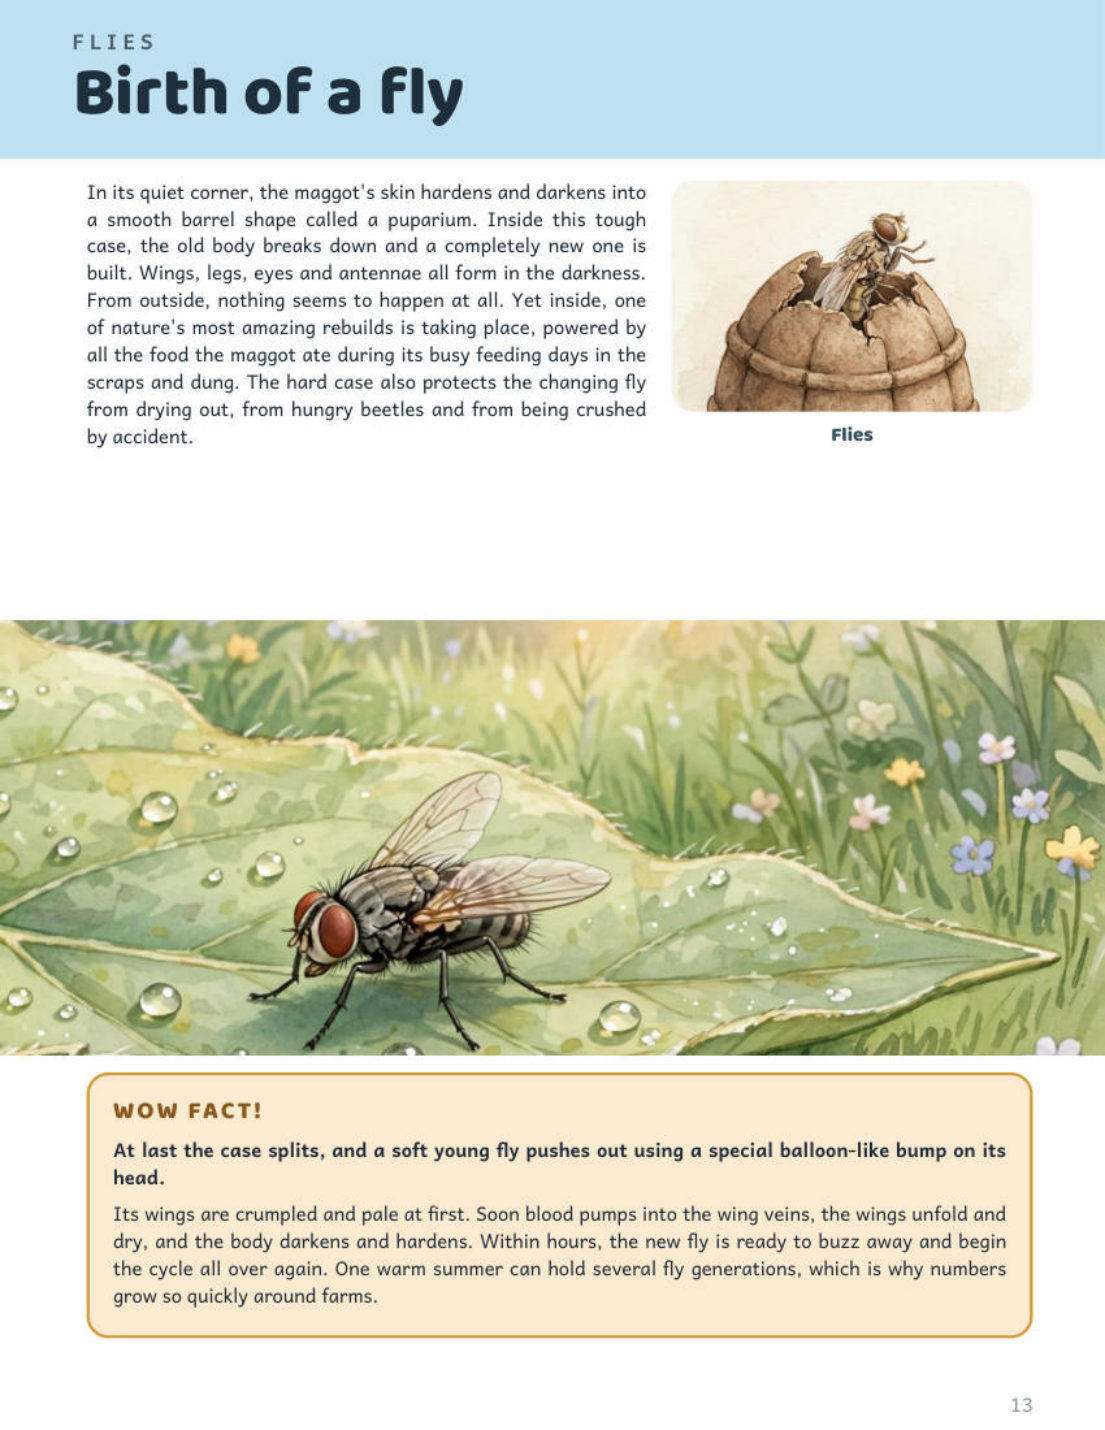 FLIES
Birth of a fly
In its quiet corner, the maggot's skin hardens and darkens into
a smooth barrel shape called a puparium. Inside this tough
case, the old body breaks down and a completely new one is
built. Wings, legs, eyes and antennae all form in the darkness.
From outside, nothing seems to happen at all. Yet inside, one
of nature's most amazing rebuilds is taking place, powered by
all the food the maggot ate during its busy feeding days in the
scraps and dung. The hard case also protects the changing fly
from drying out, from hungry beetles and from being crushed
by accident.
Flies
WOW FACT!
At last the case splits, and a soft young fly pushes out using a special balloon-like bump on its
head.
Its wings are crumpled and pale at first. Soon blood pumps into the wing veins, the wings unfold and
dry, and the body darkens and hardens. Within hours, the new fly is ready to buzz away and begin
the cycle all over again. One warm summer can hold several fly generations, which is why numbers
grow so quickly around farms.
13